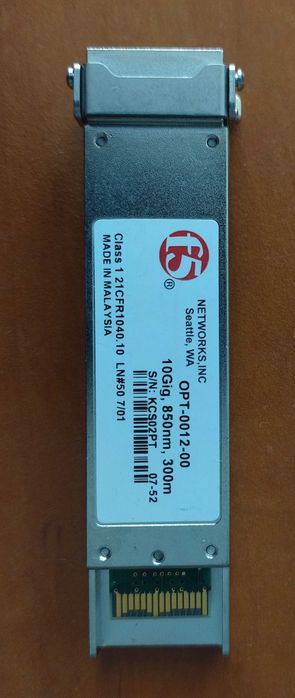 f5®
NETWORKS, INC
Seattle, WA
OPT-0012-00
10Gig, 850nm, 300m
S/N: KCS02PT 07-52
Class 1 21CFR1040.10 LN#50 7/01
MADE IN MALAYSIA